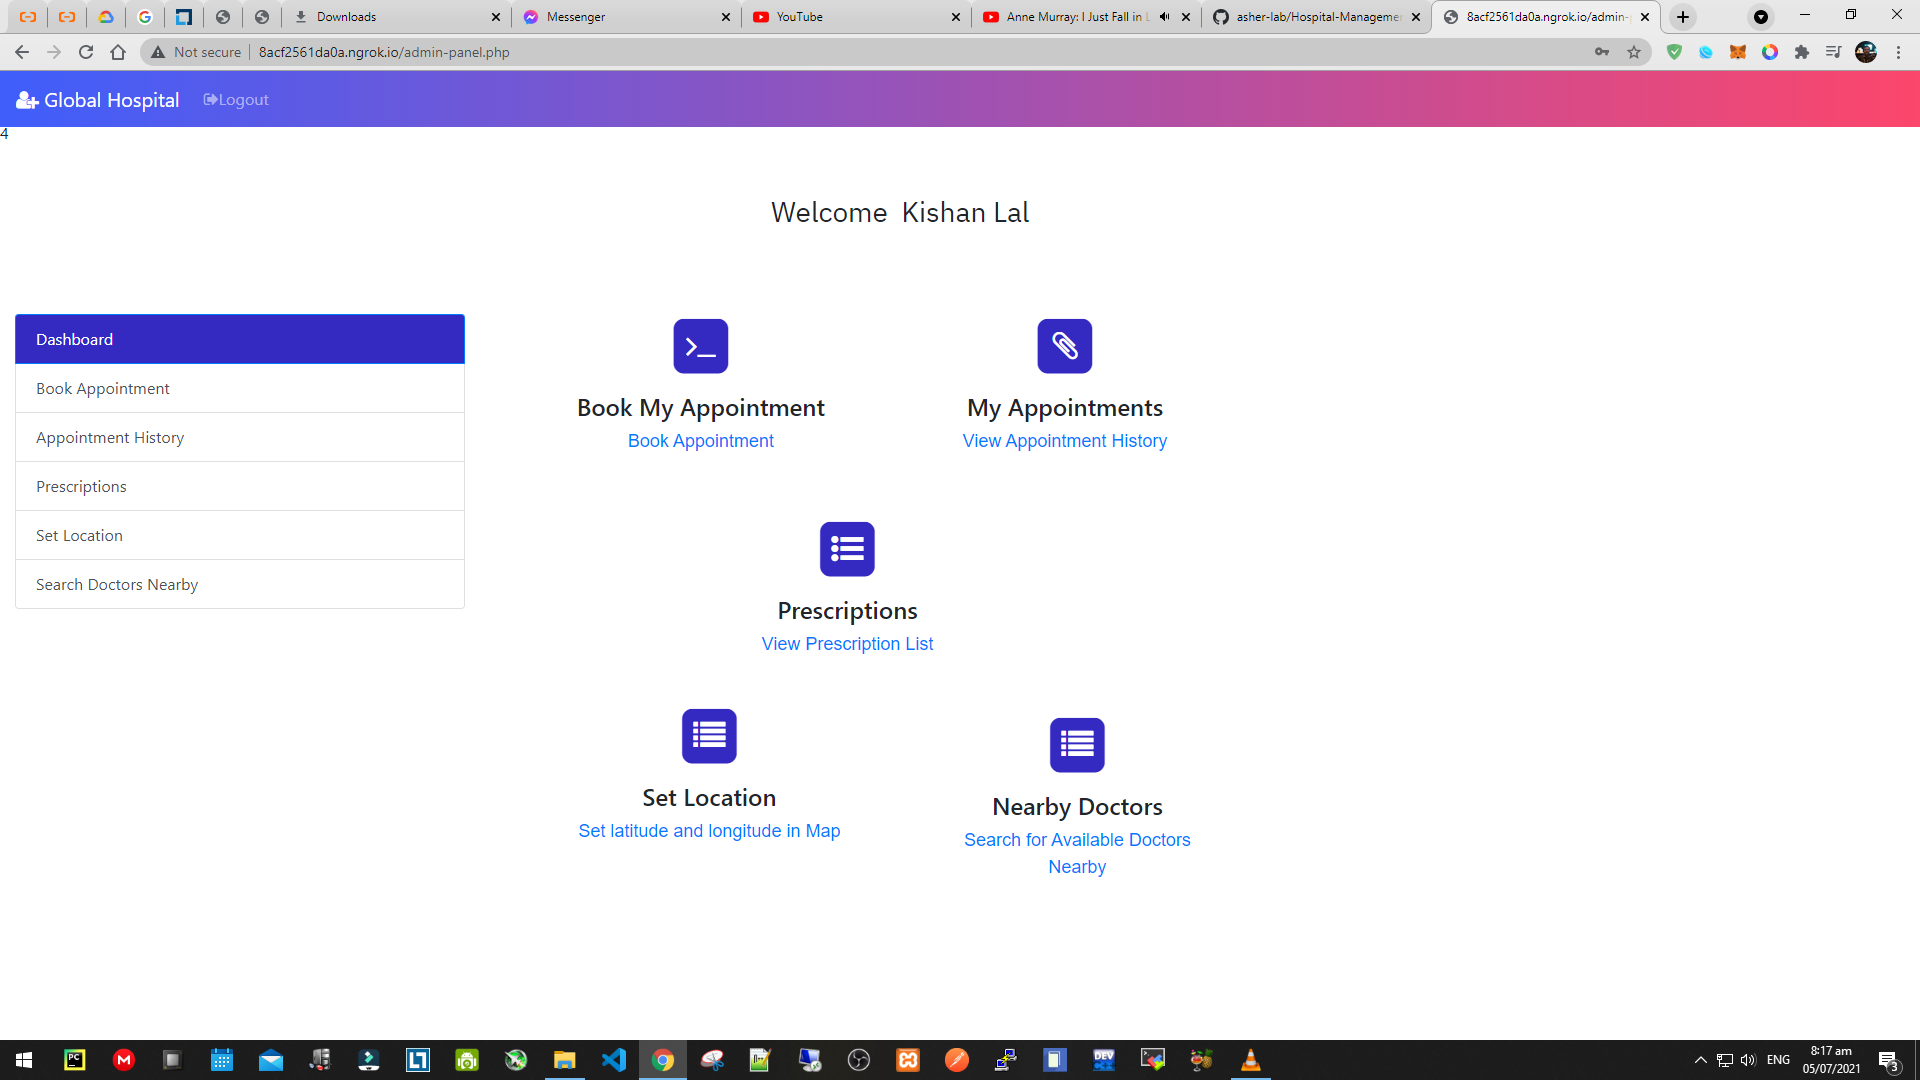 Downloads
Messenger
YouTube
Anne Murray: I Just Fall in L
asher-lab/Hospital-Managemen
8acf2561da0a.ngrok.io/admin-p
Not secure
8acf2561da0a.ngrok.io/admin-panel.php
Global Hospital
Logout
4
Welcome Kishan Lal
Dashboard
Book Appointment
Appointment History
Prescriptions
Set Location
Search Doctors Nearby
Book My Appointment
Book Appointment
My Appointments
View Appointment History
Prescriptions
View Prescription List
Set Location
Set latitude and longitude in Map
Nearby Doctors
Search for Available Doctors
Nearby
PC
DEV
ENG
8:17 am
05/07/2021
3